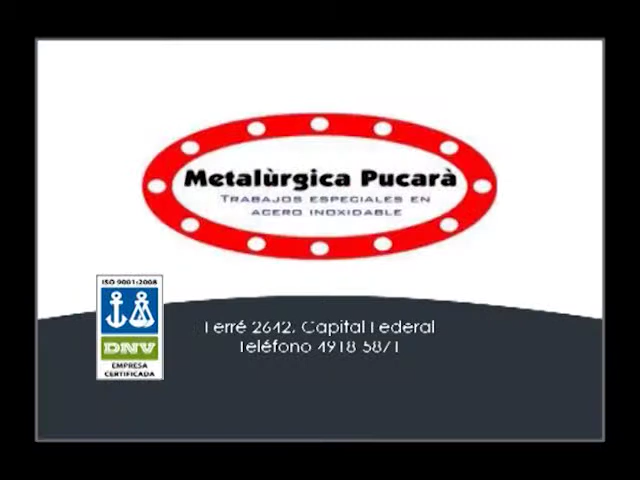 Metalùrgica Pucarà
TRABAJOS ESPECIALES EN
ACERO INOXIDABLE
ISO 9001:2008
DNV
EMPRESA
CERTIFICADA
Ferré 2642, Capital Federal
Teléfono 4918 5871